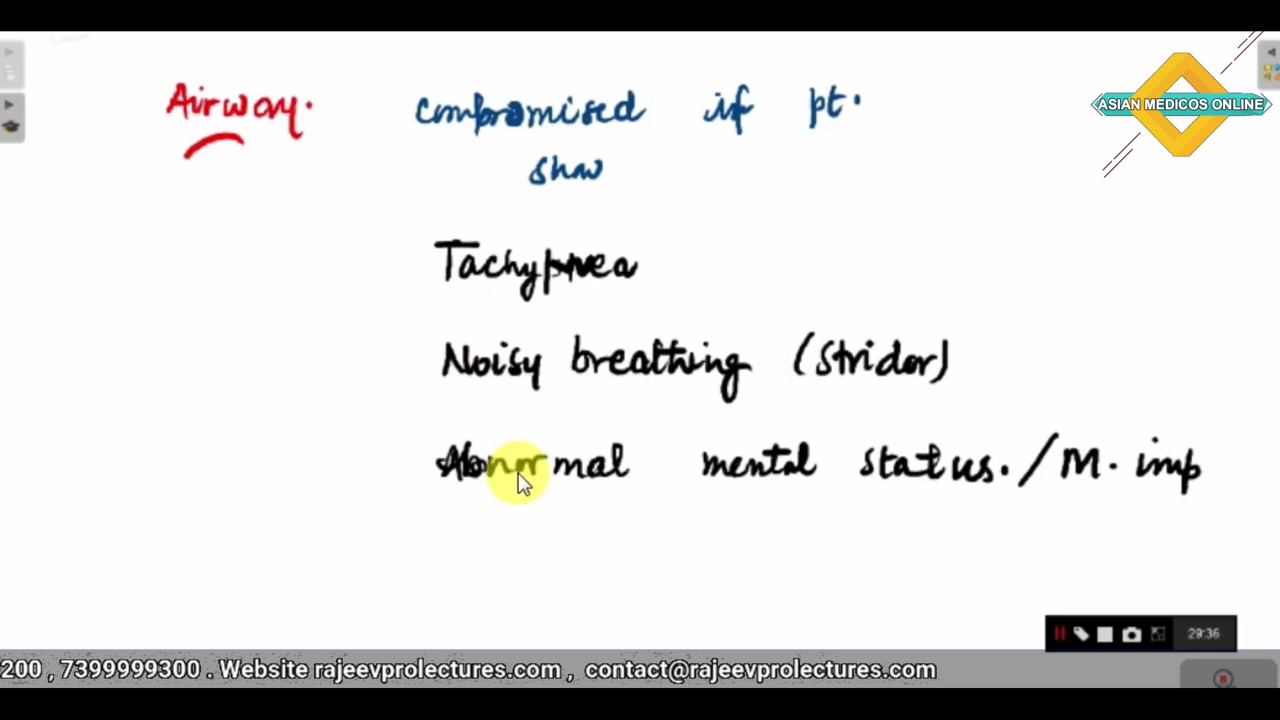 ASIAN MEDICOS ONLINE
Airway. compromised if pt.
show
Tachypnea
Noisy breathing (Stridor)
Abnormal mental status. / M. imp
29:36
200 , 7399999300 . Website rajeevprolectures.com , contact@rajeevprolectures.com